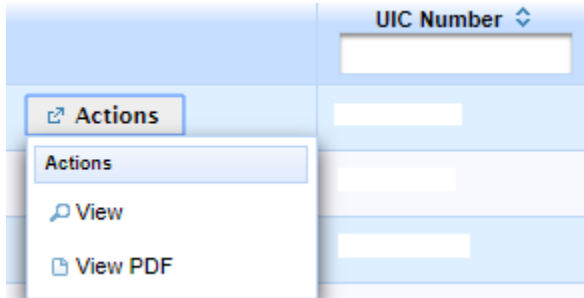 UIC Number
Actions
Actions
View
View PDF